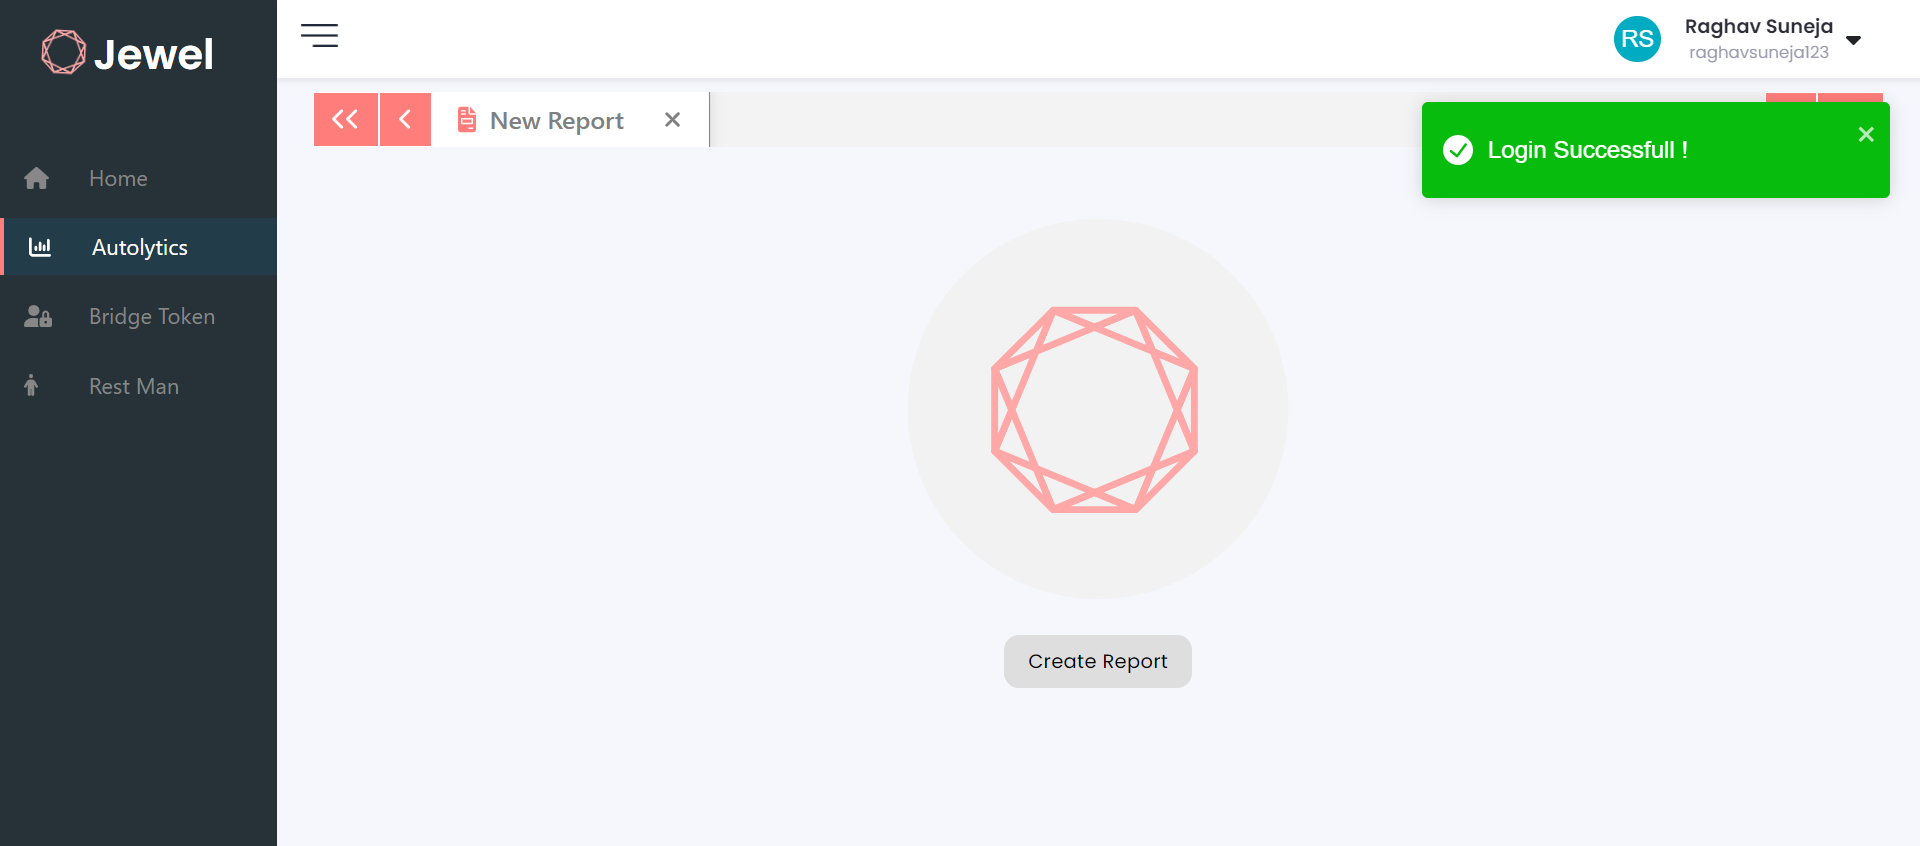 Jewel
Raghav Suneja
RS
raghavsuneja123
New Report
Login Successfull !
Home
Autolytics
Bridge Token
Rest Man
Create Report